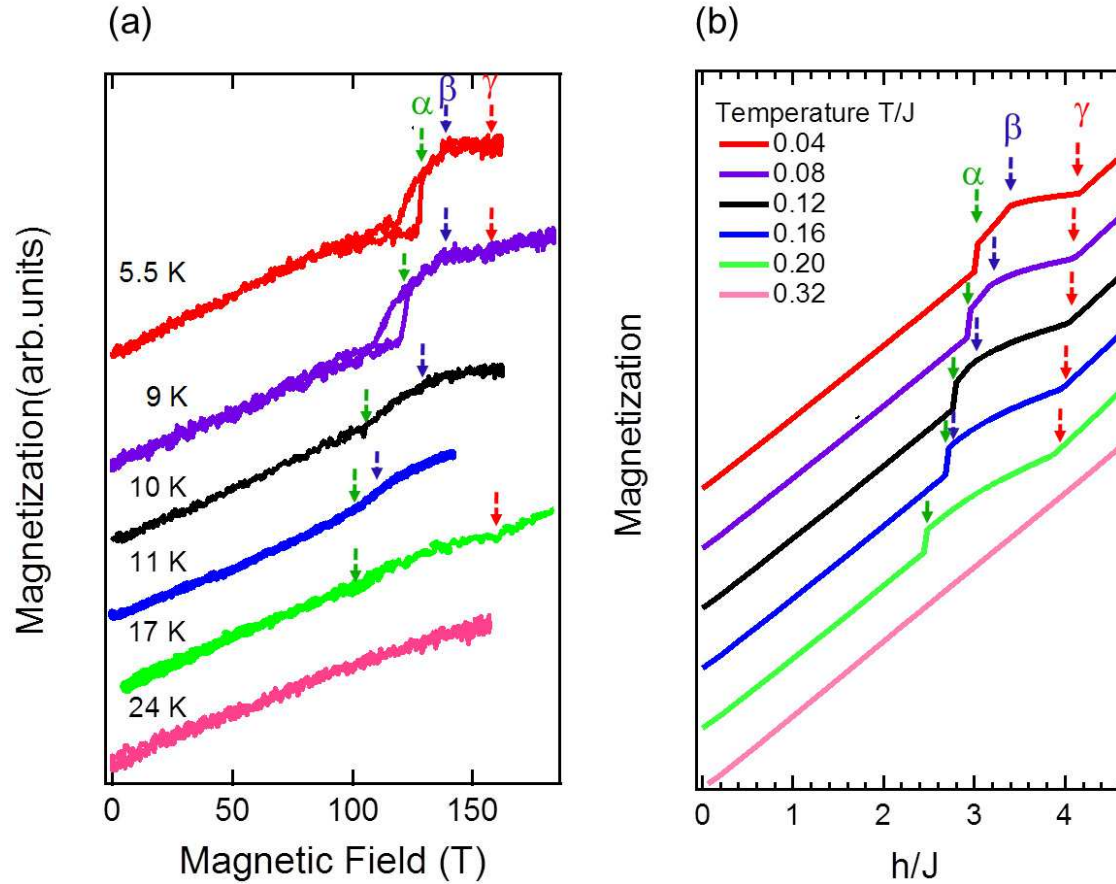 (a)
α β γ
5.5 K
9 K
10 K
11 K
17 K
24 K
0 50 100 150
Magnetic Field (T)
Magnetization(arb.units)
(b)
Temperature T/J
0.04
0.08
0.12
0.16
0.20
0.32
α β γ
0 1 2 3 4
h/J
Magnetization